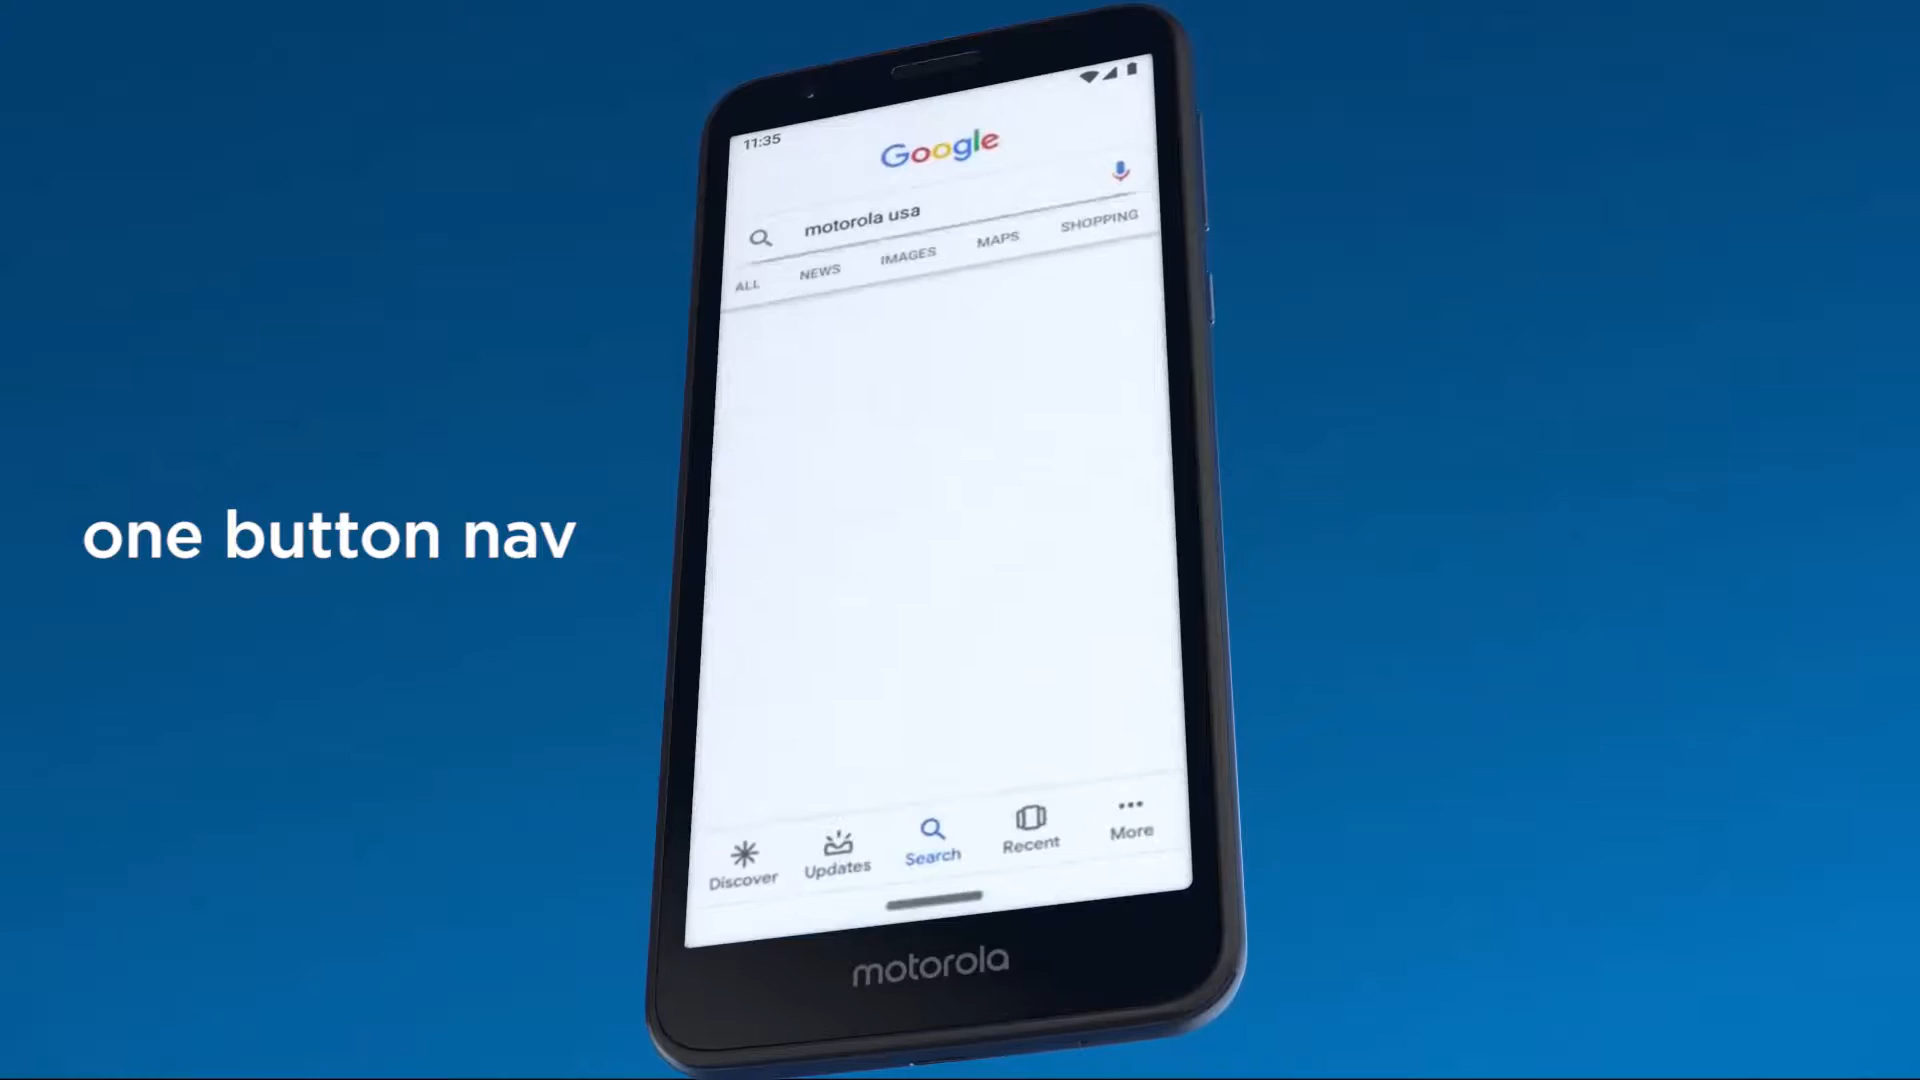 11:35
Google
motorola usa
ALL NEWS IMAGES MAPS SHOPPING
one button nav
Discover Updates Search Recent More
motorola